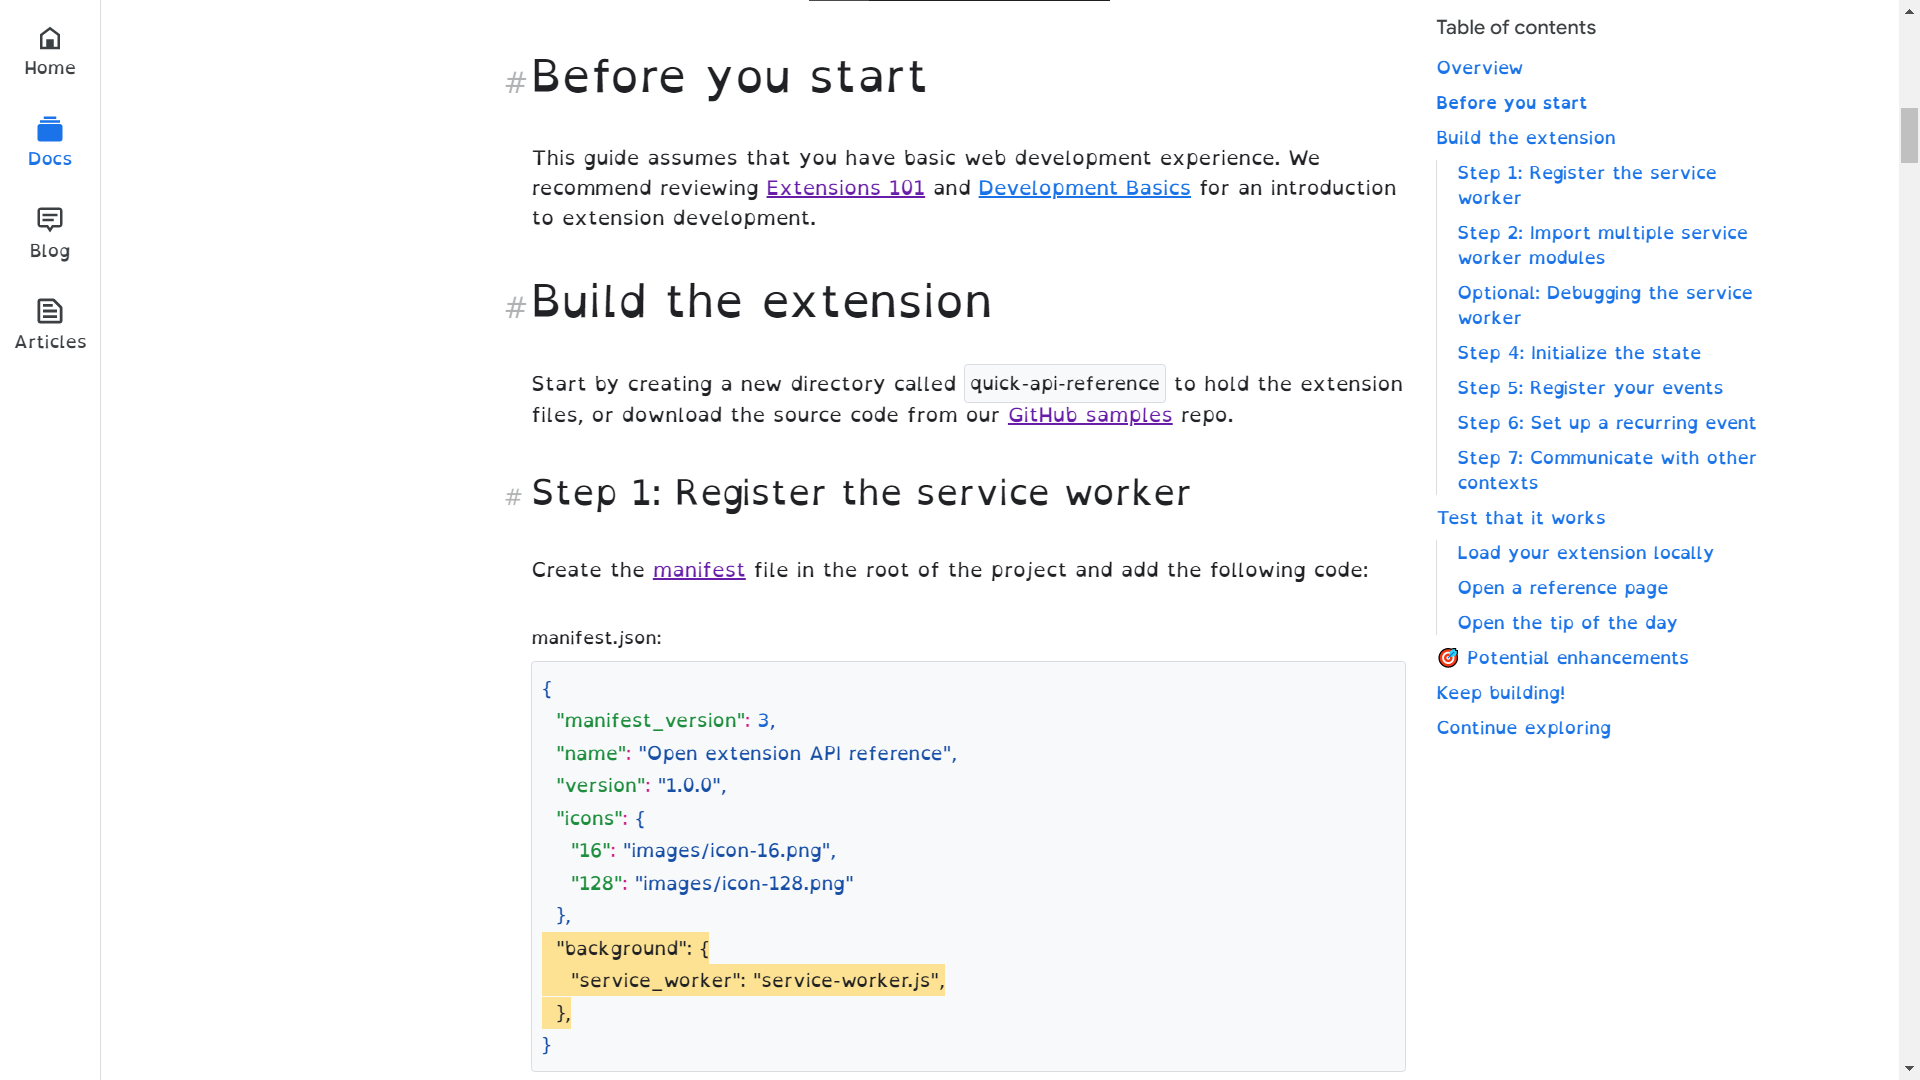 Home
Docs
Blog
Articles
# Before you start
This guide assumes that you have basic web development experience. We
recommend reviewing Extensions 101 and Development Basics for an introduction
to extension development.
# Build the extension
Start by creating a new directory called quick-api-reference to hold the extension
files, or download the source code from our GitHub samples repo.
# Step 1: Register the service worker
Create the manifest file in the root of the project and add the following code:
manifest.json:
{
"manifest_version": 3,
"name": "Open extension API reference",
"version": "1.0.0",
"icons": {
"16": "images/icon-16.png",
"128": "images/icon-128.png"
},
"background": {
"service_worker": "service-worker.js",
},
}
Table of contents
Overview
Before you start
Build the extension
Step 1: Register the service
worker
Step 2: Import multiple service
worker modules
Optional: Debugging the service
worker
Step 4: Initialize the state
Step 5: Register your events
Step 6: Set up a recurring event
Step 7: Communicate with other
contexts
Test that it works
Load your extension locally
Open a reference page
Open the tip of the day
🎯 Potential enhancements
Keep building!
Continue exploring